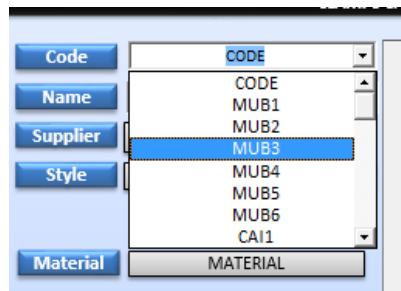 Code CODE
CODE
Name MUB1
MUB2
Supplier
MUB3
Style MUB4
MUB5
MUB6
CAI1
Material MATERIAL